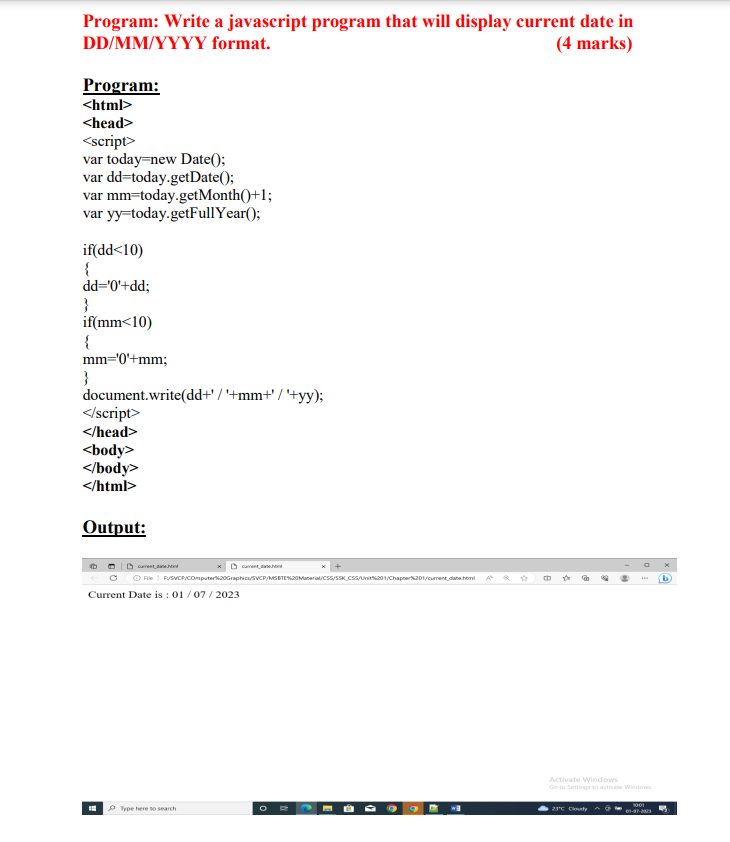 Program: Write a javascript program that will display current date in
DD/MM/YYYY format. (4 marks)
Program:
<html>
<head>
<script>
var today=new Date();
var dd=today.getDate();
var mm=today.getMonth()+1;
var yy=today.getFullYear();
if(dd<10)
{
dd='0'+dd;
}
if(mm<10)
{
mm='0'+mm;
}
document.write(dd+' / '+mm+' / '+yy);
</script>
</head>
<body>
</body>
</html>
Output:
current_date.html × current_date.html × +
File | F:/SVCP/COmputer%20Graphics/SVCP/MSBTE%20Material/CSS/SSK_CSS/Unit%201/Chapter%201/current_date.html
Current Date is : 01 / 07 / 2023
Activate Windows
Go to Settings to activate Windows.
Type here to search
23°C Cloudy
10:01
01-07-2023